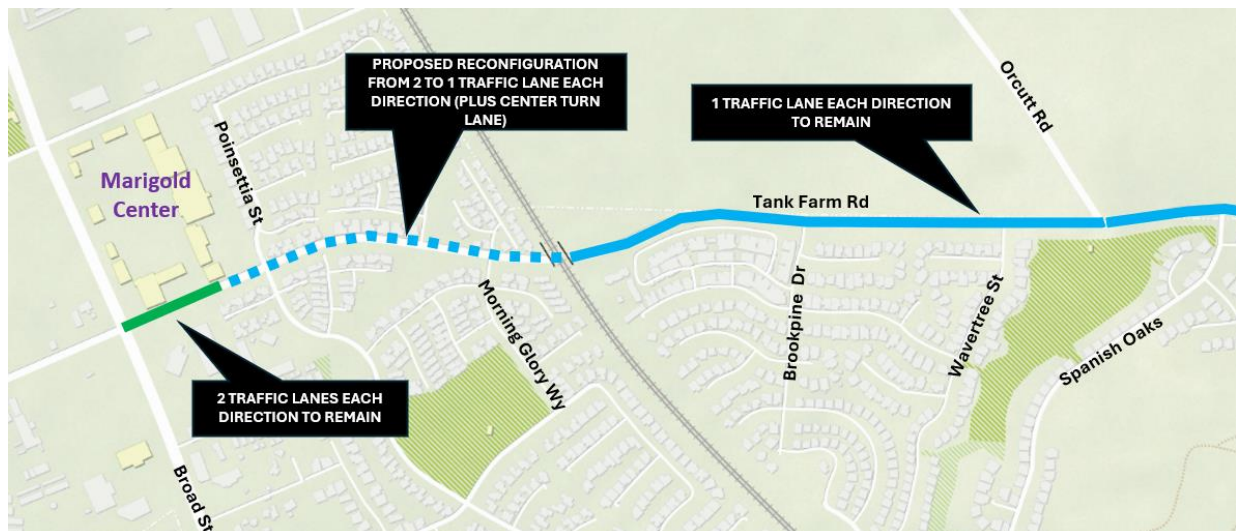 PROPOSED RECONFIGURATION
FROM 2 TO 1 TRAFFIC LANE EACH
DIRECTION (PLUS CENTER TURN
LANE)
1 TRAFFIC LANE EACH DIRECTION
TO REMAIN
Orcutt Rd
Poinsettia St
Marigold
Center
Tank Farm Rd
Morning Glory Wy
Brookpine Dr
Wavertree St
Spanish Oaks
2 TRAFFIC LANES EACH
DIRECTION TO REMAIN
Broad St